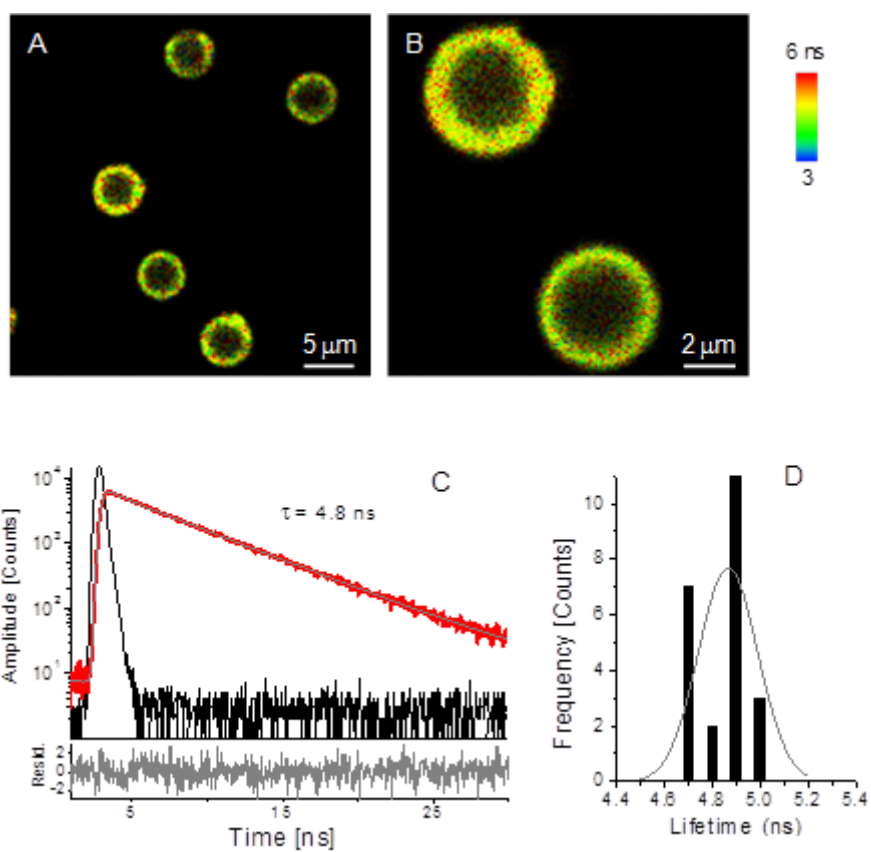 A
B
6 ns
3
5 μm
2 μm
C
τ = 4.8 ns
Amplitude [Counts]
10⁴
10³
10²
10¹
Resid.
2
0
-2
5
15
25
Time [ns]
D
Frequency [Counts]
10
8
6
4
2
0
4.4
4.6
4.8
5.0
5.2
5.4
Lifetime (ns)